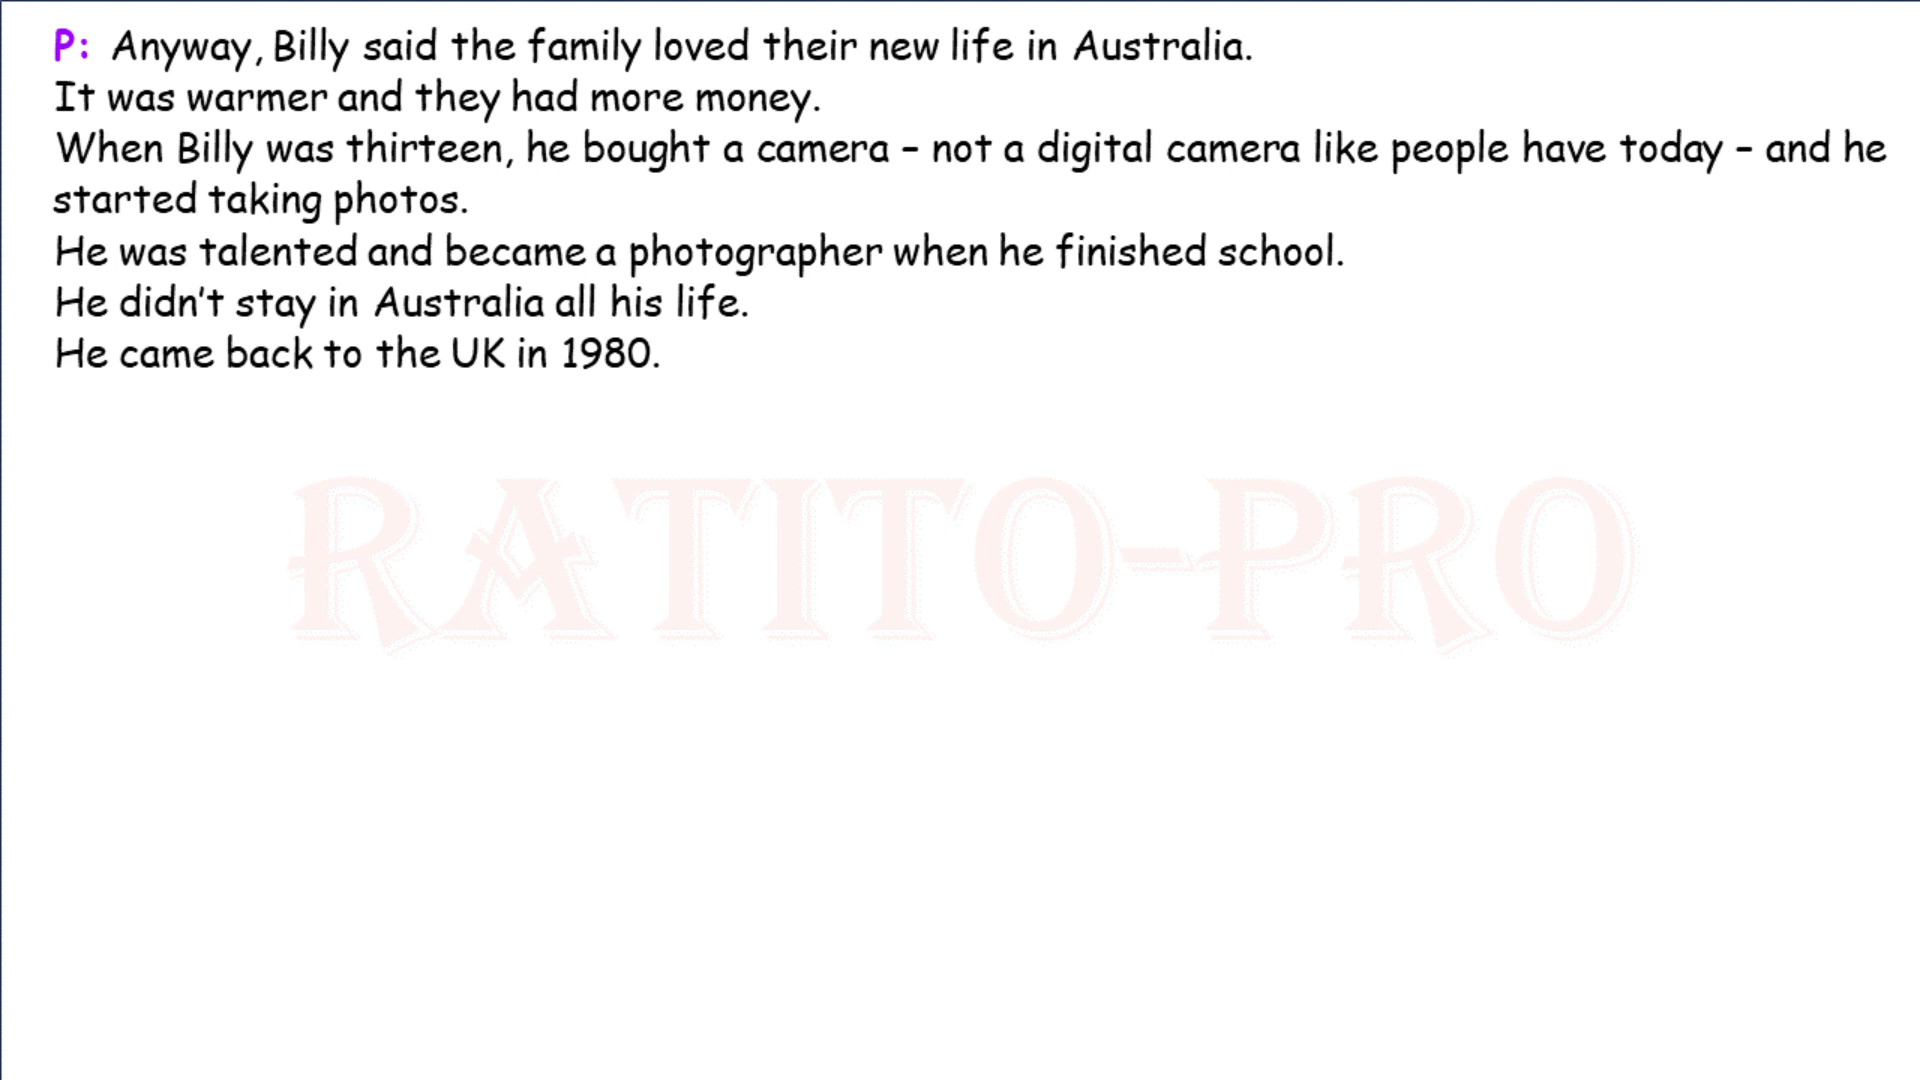 P: Anyway, Billy said the family loved their new life in Australia.
It was warmer and they had more money.
When Billy was thirteen, he bought a camera – not a digital camera like people have today – and he
started taking photos.
He was talented and became a photographer when he finished school.
He didn't stay in Australia all his life.
He came back to the UK in 1980.
RATITO-PRO